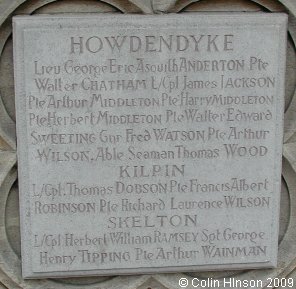 HOWDENDYKE
Lieu George Eric Asquith ANDERTON Pte
Walter CHATHAM L/Cpl James JACKSON
Pte Arthur MIDDLETON Pte Harry MIDDLETON
Pte Herbert MIDDLETON Pte Walter Edward
SWEETING Gnr Fred WATSON Pte Arthur
WILSON, Able Seaman Thomas WOOD
KILPIN
L/Cpl. Thomas DOBSON Pte Francis Albert
ROBINSON Pte Richard Laurence WILSON
SKELTON
L/Cpl Herbert William RAMSEY Sgt George
Henry TIPPING Pte Arthur WAINMAN
© Colin Hinson 2009